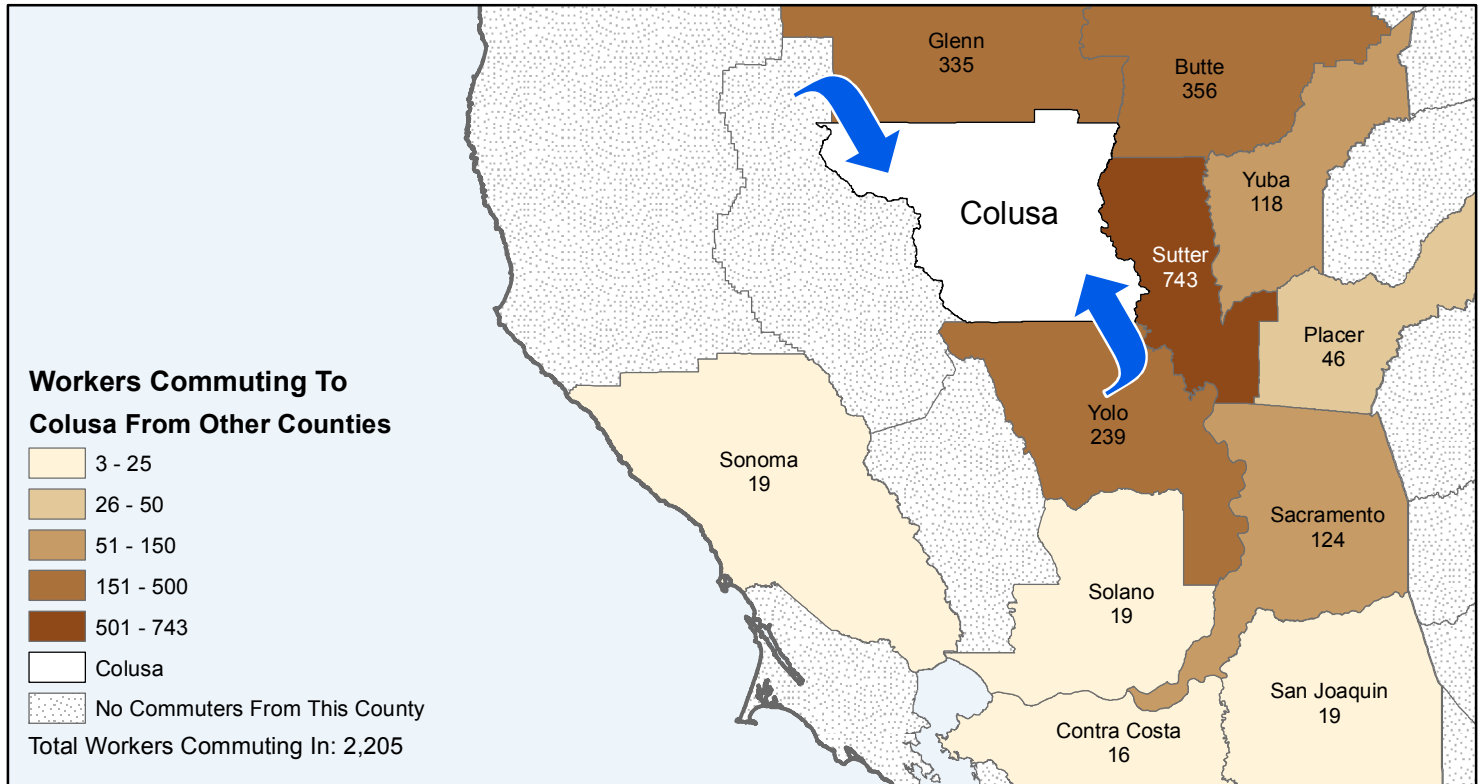 Glenn
335
Butte
356
Yuba
118
Colusa
Sutter
743
Placer
46
Yolo
239
Sonoma
19
Sacramento
124
Solano
19
San Joaquin
19
Contra Costa
16
Workers Commuting To
Colusa From Other Counties
3 - 25
26 - 50
51 - 150
151 - 500
501 - 743
Colusa
No Commuters From This County
Total Workers Commuting In: 2,205